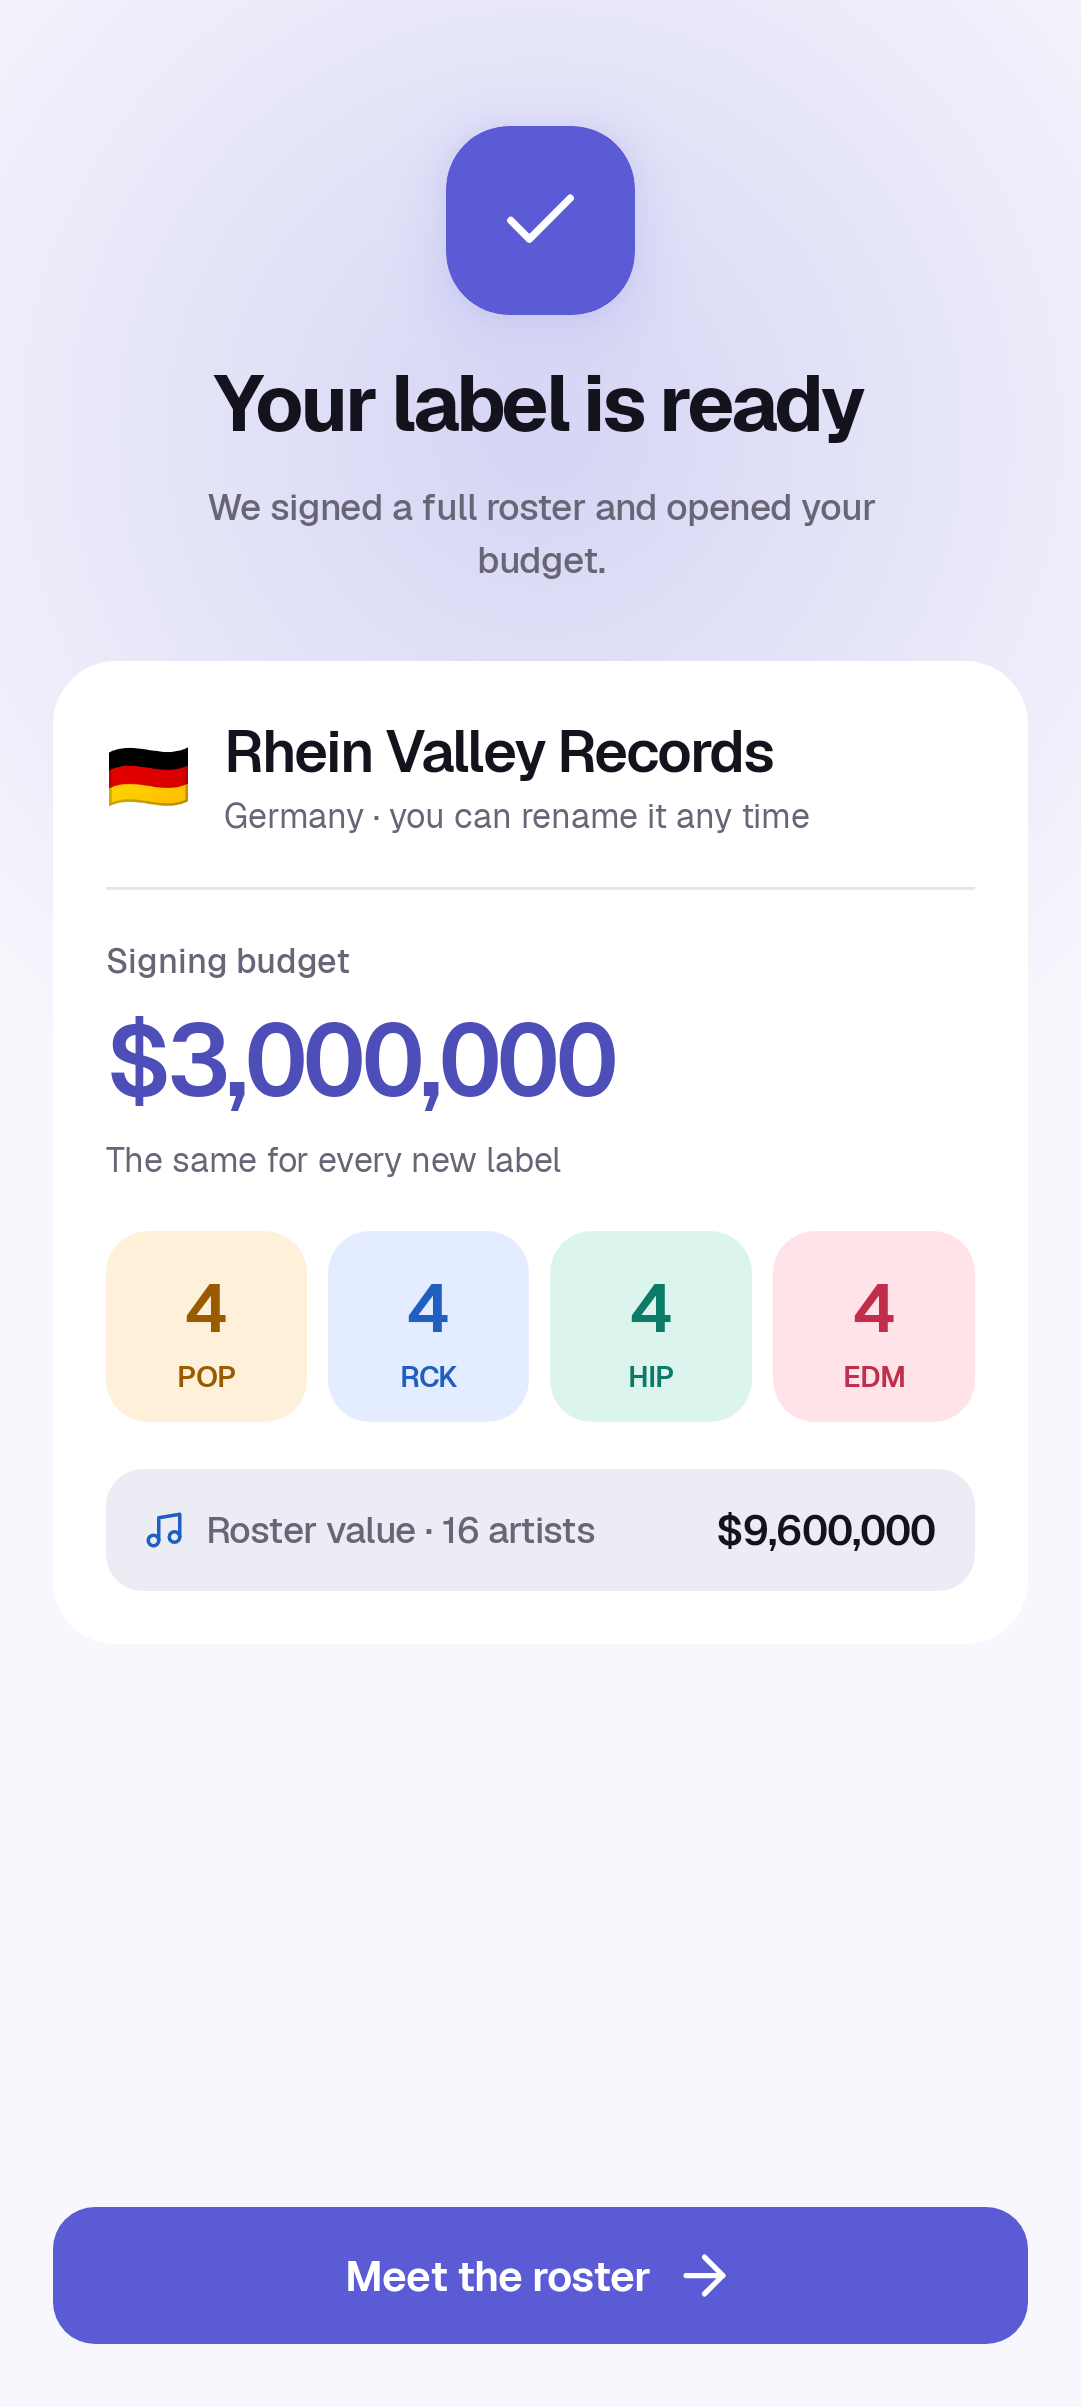 Your label is ready
We signed a full roster and opened your
budget.
Rhein Valley Records
Germany · you can rename it any time
Signing budget
$3,000,000
The same for every new label
4 4 4 4
POP RCK HIP EDM
Roster value · 16 artists $9,600,000
Meet the roster